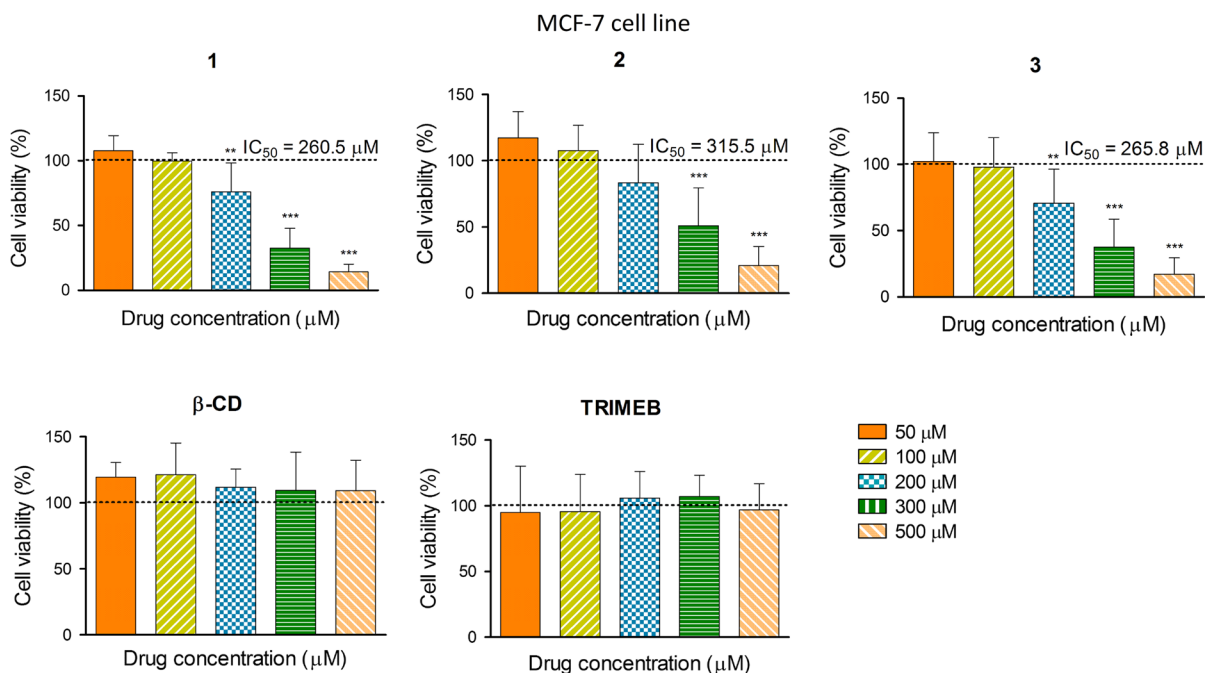 MCF-7 cell line
1
Cell viability (%)
150
100
50
0
**
***
***
IC50 = 260.5 μM
Drug concentration (μM)
2
Cell viability (%)
150
100
50
0
***
***
IC50 = 315.5 μM
Drug concentration (μM)
3
Cell viability (%)
150
100
50
0
**
***
***
IC50 = 265.8 μM
Drug concentration (μM)
β-CD
Cell viability (%)
150
100
50
0
Drug concentration (μM)
TRIMEB
Cell viability (%)
150
100
50
0
Drug concentration (μM)
50 μM
100 μM
200 μM
300 μM
500 μM